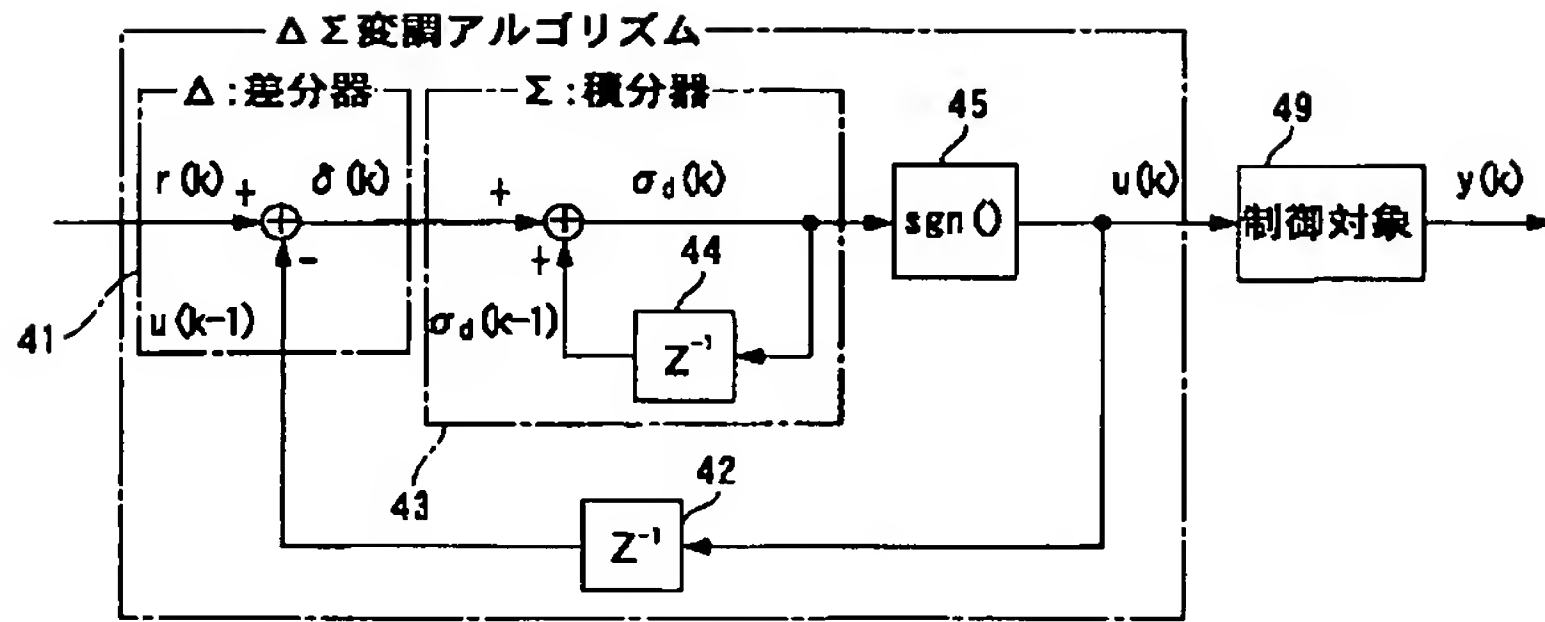 ΔΣ変調アルゴリズム
Δ:差分器
Σ:積分器
45
49
r(k)
+
δ(k)
+
σd(k)
sgn()
u(k)
制御対象
y(k)
-
+
44
41
u(k-1)
σd(k-1)
Z⁻¹
43
42
Z⁻¹